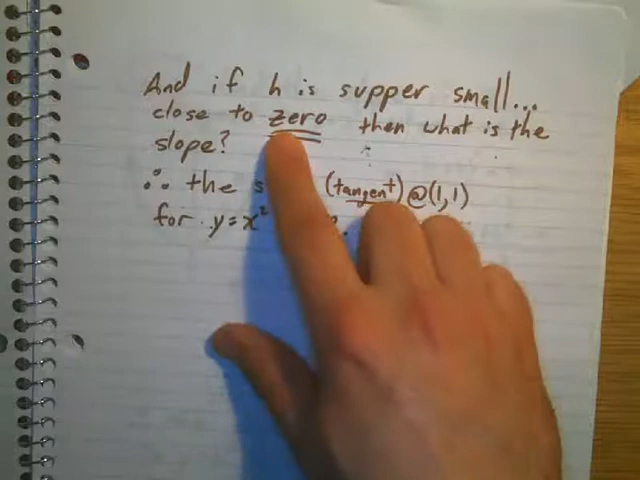 And if h is supper small...
close to zero then what is the
slope?
∴ the (tangent) @ (1,1)
for y=x²